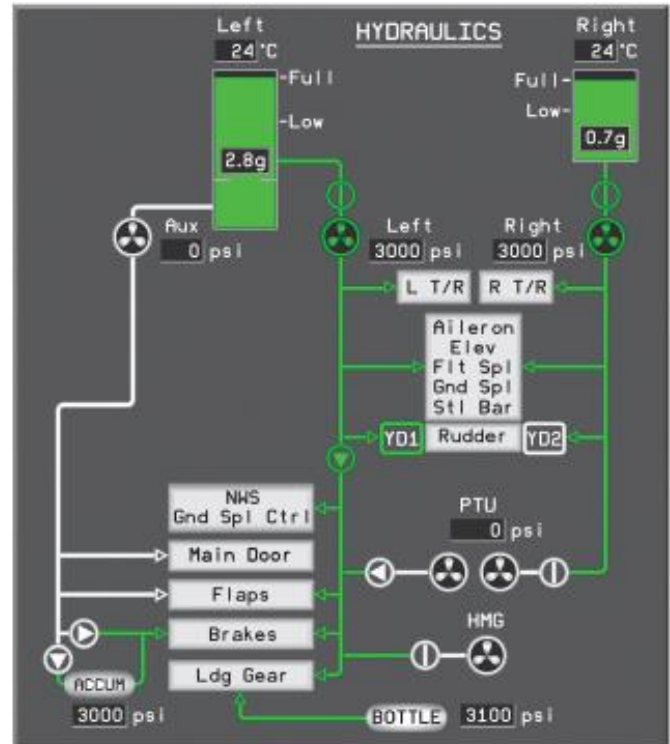 HYDRAULICS
Left
24 °C
Right
24 °C
Full
Low
2.8g
Full
Low
0.7g
Aux
0 psi
Left
3000 psi
Right
3000 psi
L T/R
R T/R
Aileron
Elev
Flt Spl
Gnd Spl
Stl Bar
YD1
Rudder
YD2
NWS
Gnd Spl Ctrl
PTU
0 psi
Main Door
Flaps
HMG
Brakes
Ldg Gear
ACCUM
3000 psi
BOTTLE
3100 psi